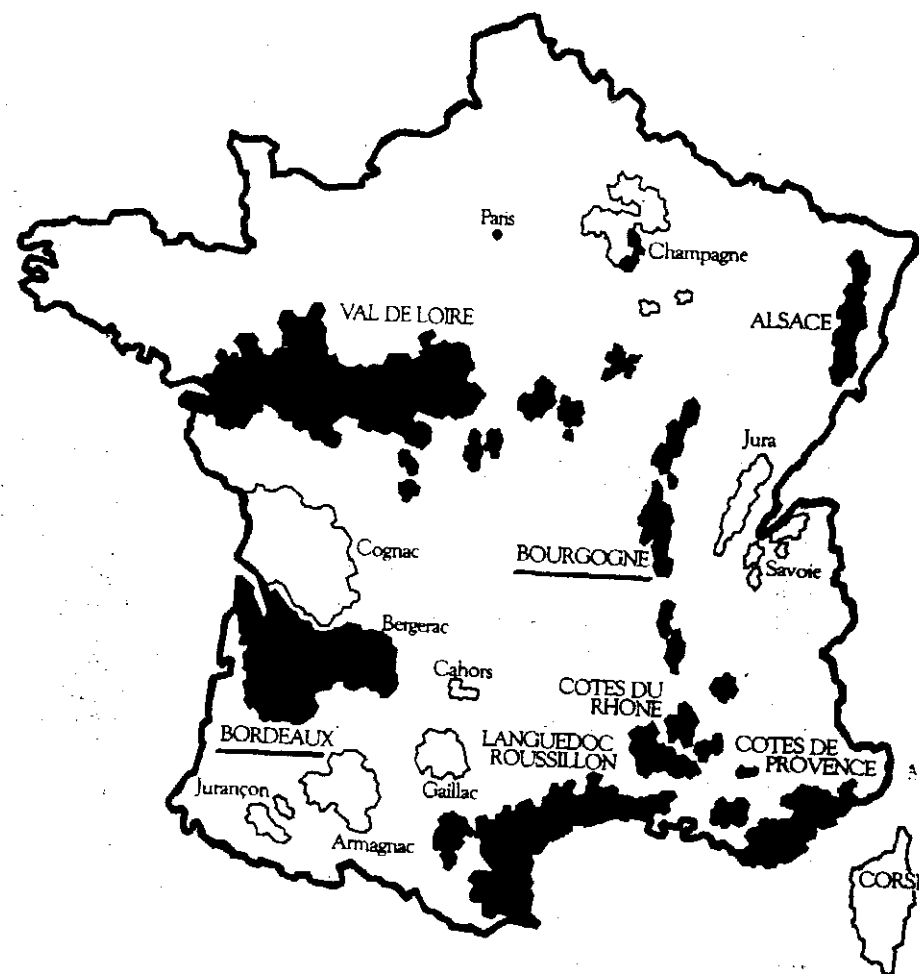 Paris
Champagne
VAL DE LOIRE
ALSACE
Jura
Cognac
BOURGOGNE
Savoie
Bergerac
Cahors
COTES DU
RHONE
BORDEAUX
LANGUEDOC
ROUSSILLON
COTES DE
PROVENCE
Jurançon
Gaillac
Armagnac
CORS